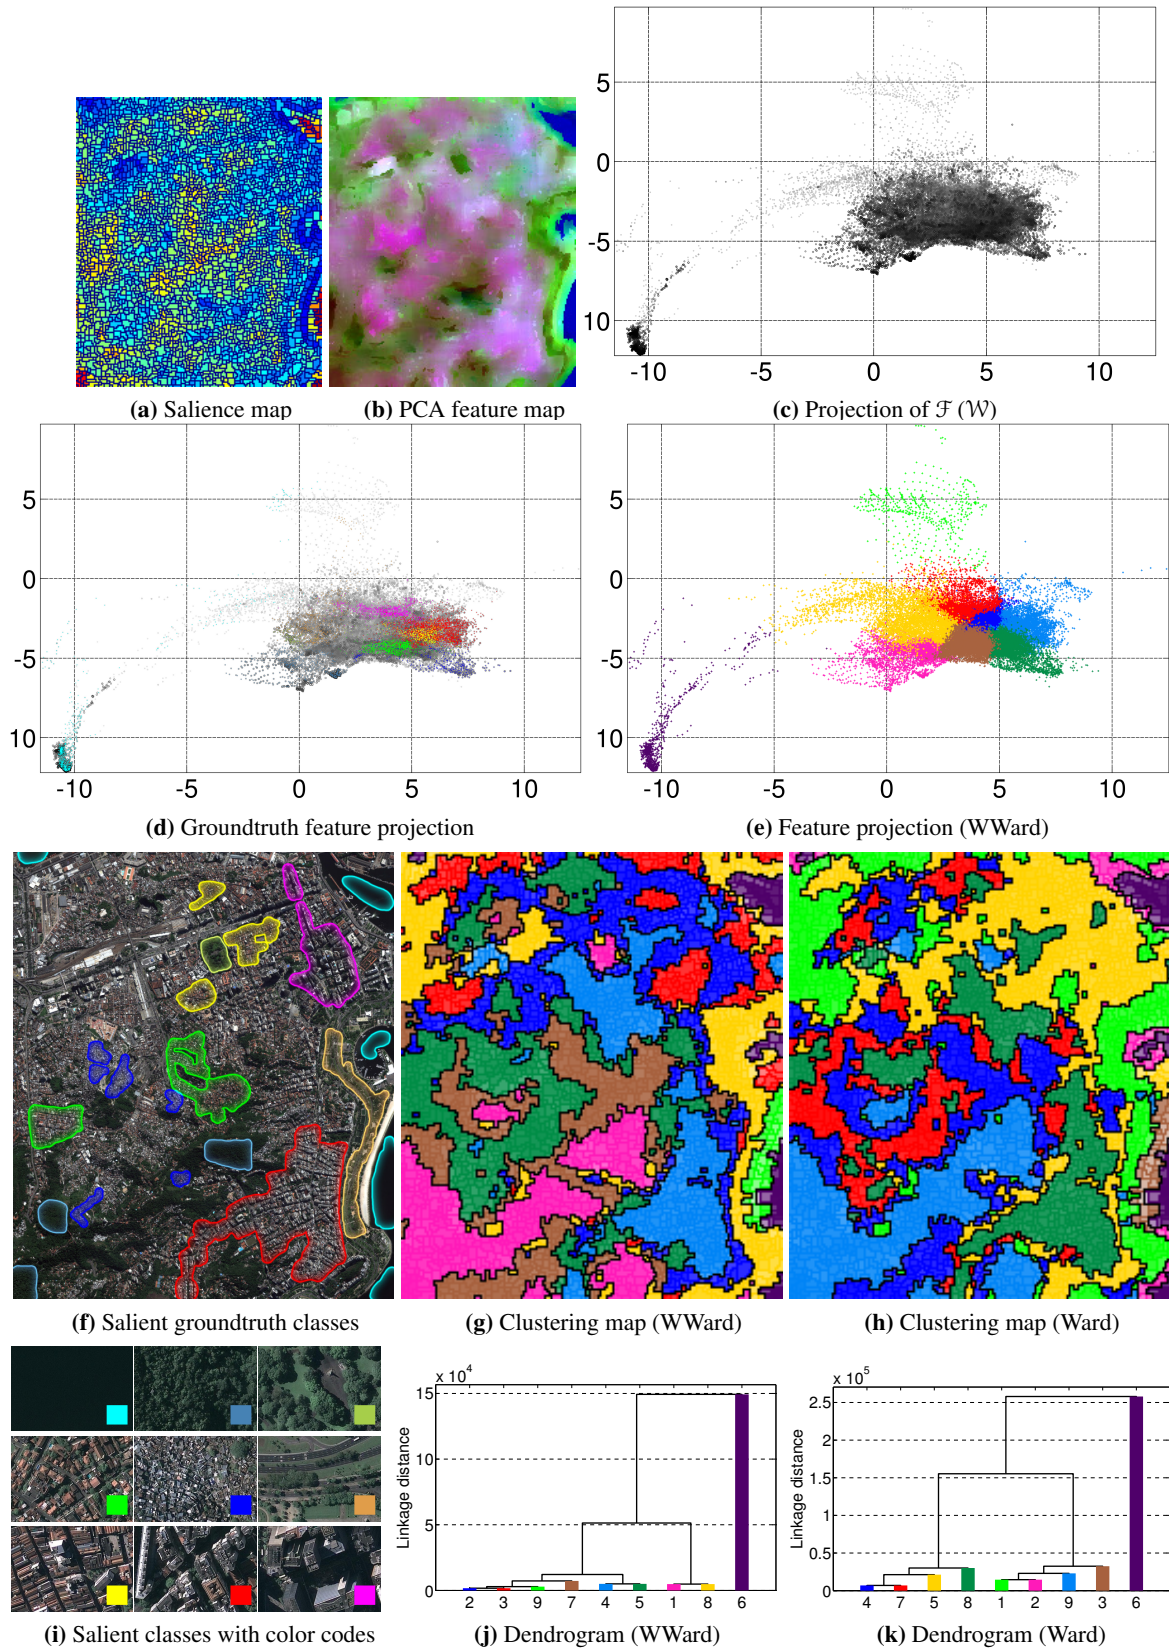 5
0
-5
10
-10
-5
0
5
10
(a) Salience map
(b) PCA feature map
(c) Projection of ℱ (𝒲)
5
0
-5
10
-10
-5
0
5
10
5
0
-5
10
-10
-5
0
5
10
(d) Groundtruth feature projection
(e) Feature projection (WWard)
(f) Salient groundtruth classes
(g) Clustering map (WWard)
(h) Clustering map (Ward)
x 10⁴
15
10
5
0
Linkage distance
2 3 9 7 4 5 1 8 6
x 10⁵
2.5
2
1.5
1
0.5
0
Linkage distance
4 7 5 8 1 2 9 3 6
(i) Salient classes with color codes
(j) Dendrogram (WWard)
(k) Dendrogram (Ward)